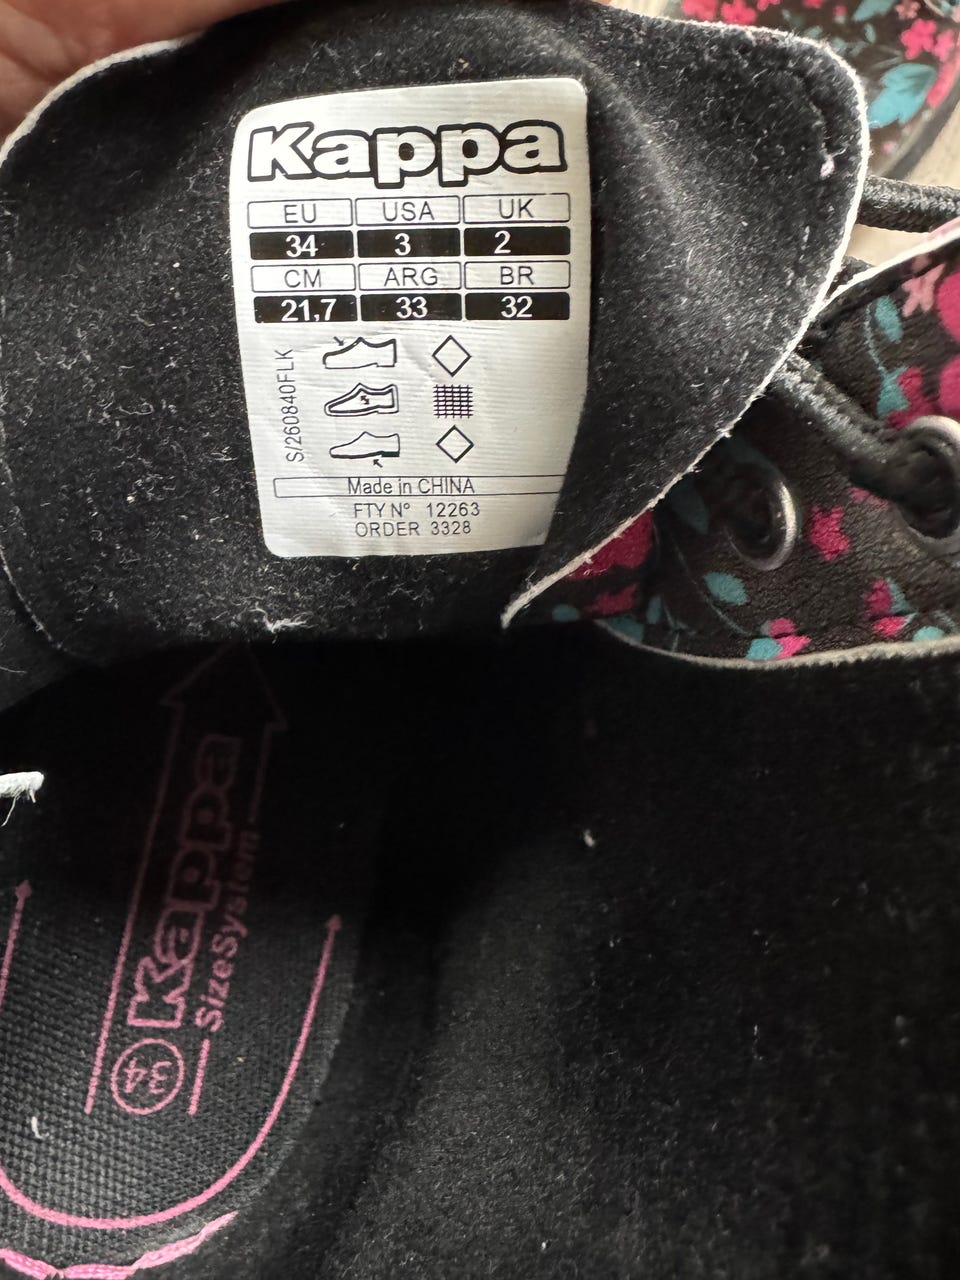 Kappa
EU USA UK
34 3 2
CM ARG BR
21,7 33 32
S/260840FLK
Made in CHINA
FTY Nº 12263
ORDER 3328
Kappa
SizeSystem
34